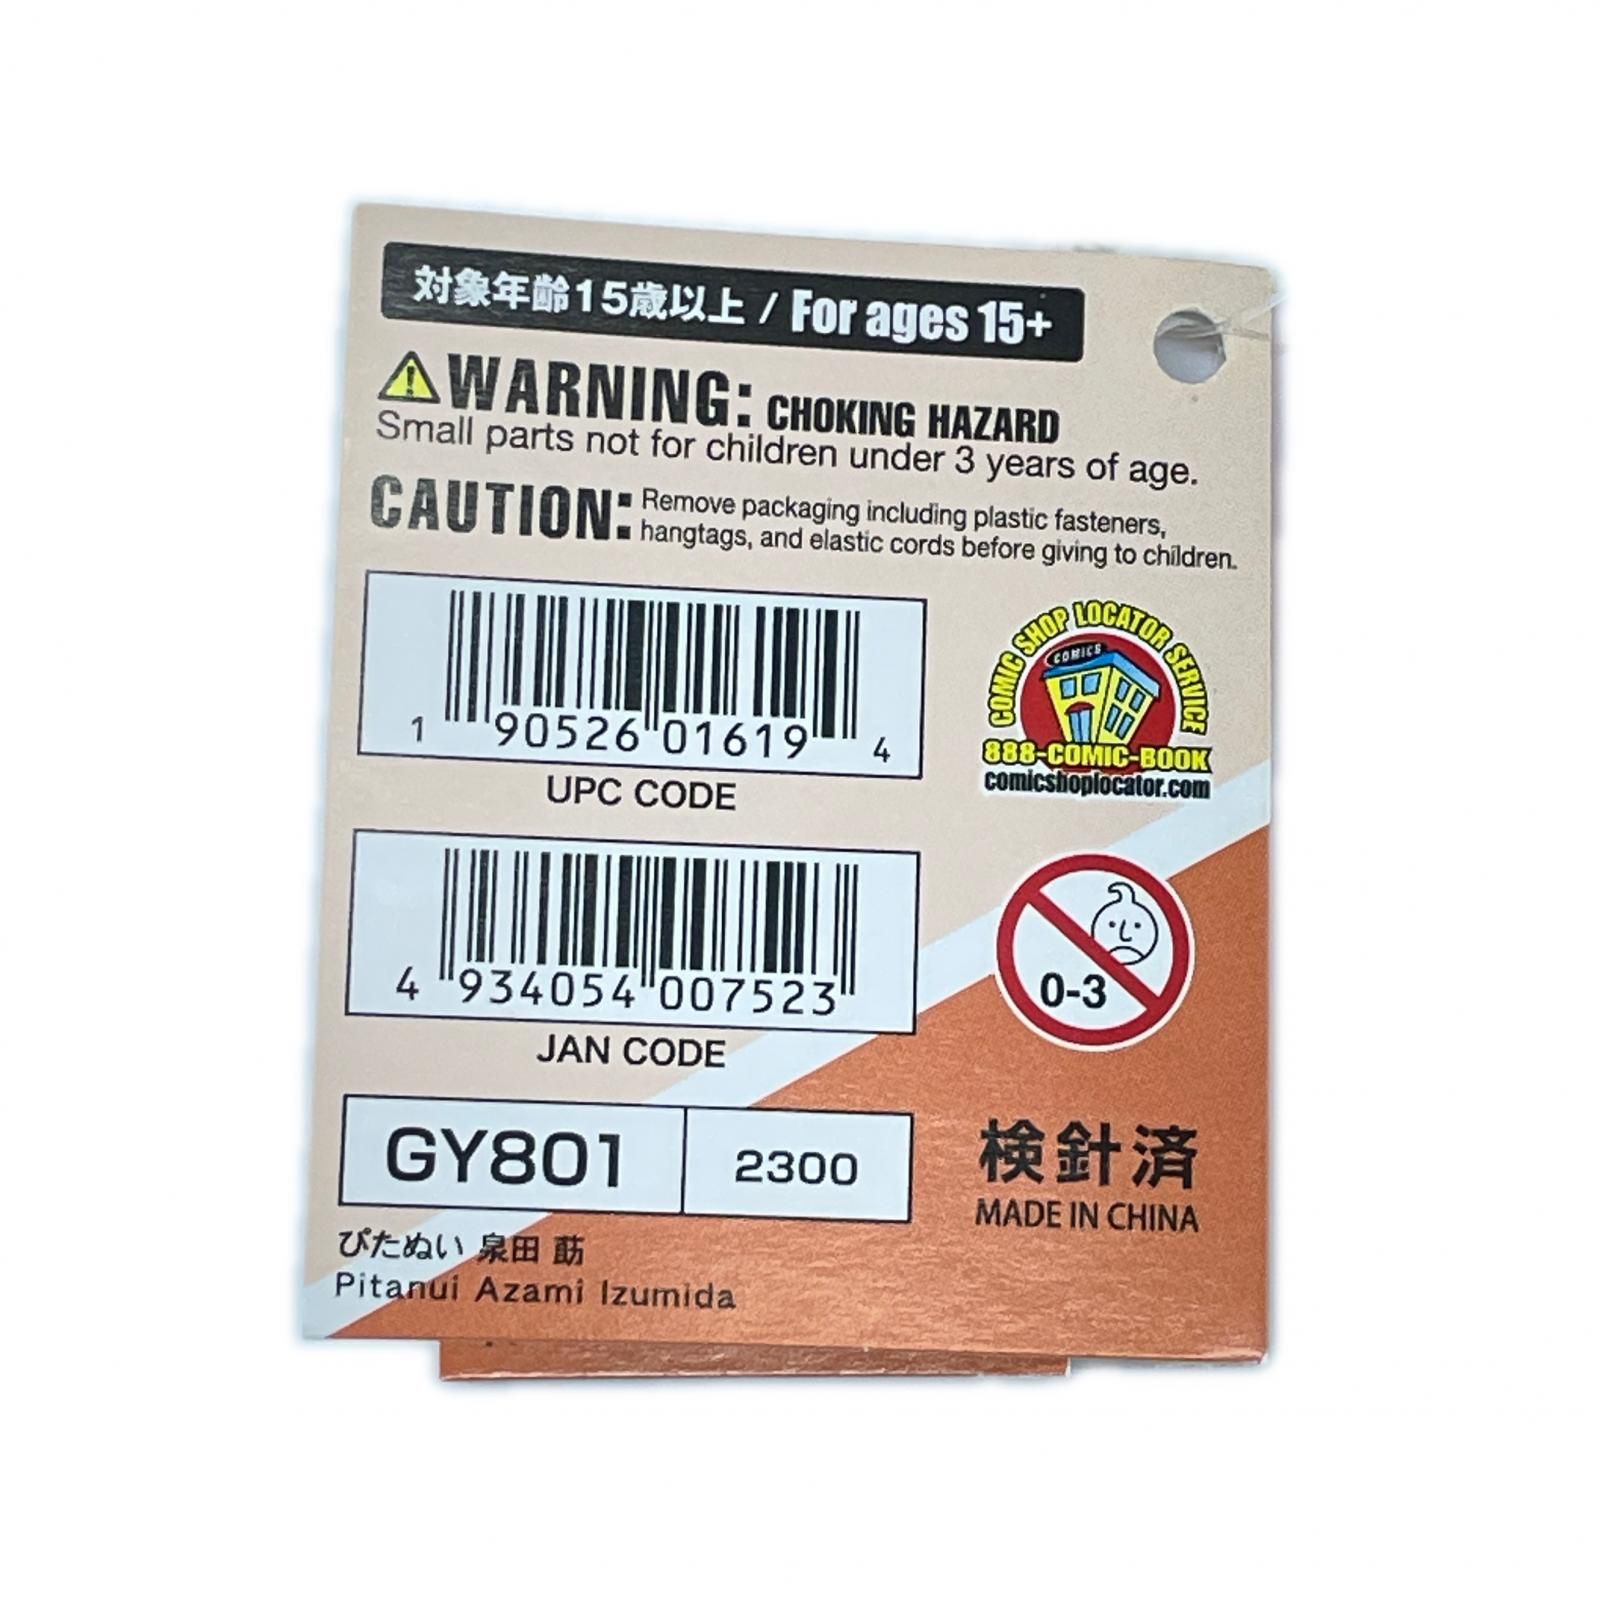 対象年齢15歳以上 / For ages 15+
WARNING: CHOKING HAZARD
Small parts not for children under 3 years of age.
CAUTION: Remove packaging including plastic fasteners,
hangtags, and elastic cords before giving to children.
1 90526 01619 4
UPC CODE
COMIC SHOP LOCATOR SERVICE
COMICS
888-COMIC-BOOK
comicshoplocator.com
4 934054 007523
JAN CODE
0-3
GY801 2300
検針済
MADE IN CHINA
ぴたぬい 泉田 莇
Pitanui Azami Izumida